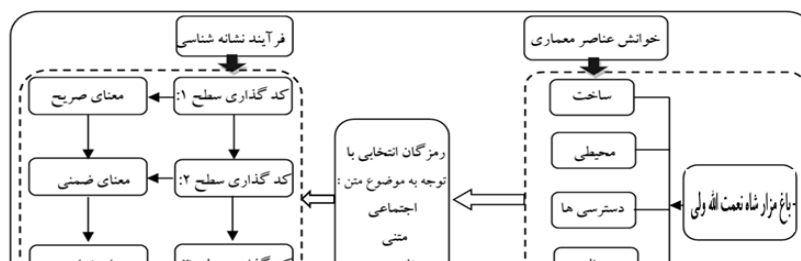 خوانش عناصر معماری
فرآیند نشانه شناسی
ساخت
محیطی
دسترسی ها
باغ مزار شاه نعمت الله ولی-
رمزگان انتخابی با
توجه به موضوع متن :
اجتماعی
متنی
کد گذاری سطح ۱:
معنای صریح
کد گذاری سطح ۲:
معنای ضمنی